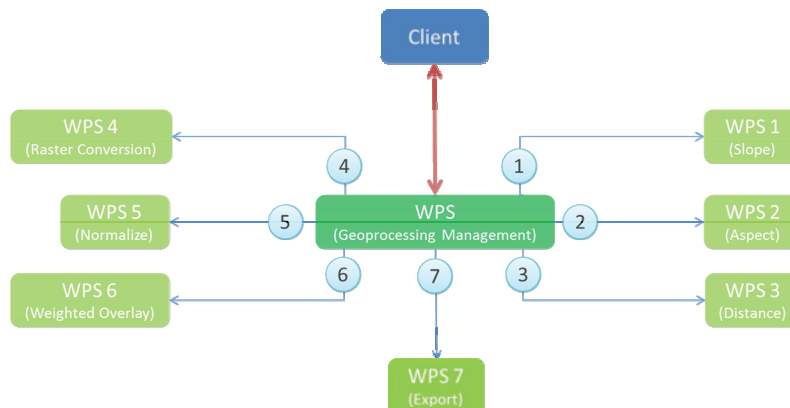 Client
WPS 4
(Raster Conversion)
WPS 1
(Slope)
4
1
WPS 5
(Normalize)
5
WPS
(Geoprocessing Management)
2
WPS 2
(Aspect)
6
7
3
WPS 6
(Weighted Overlay)
WPS 3
(Distance)
WPS 7
(Export)